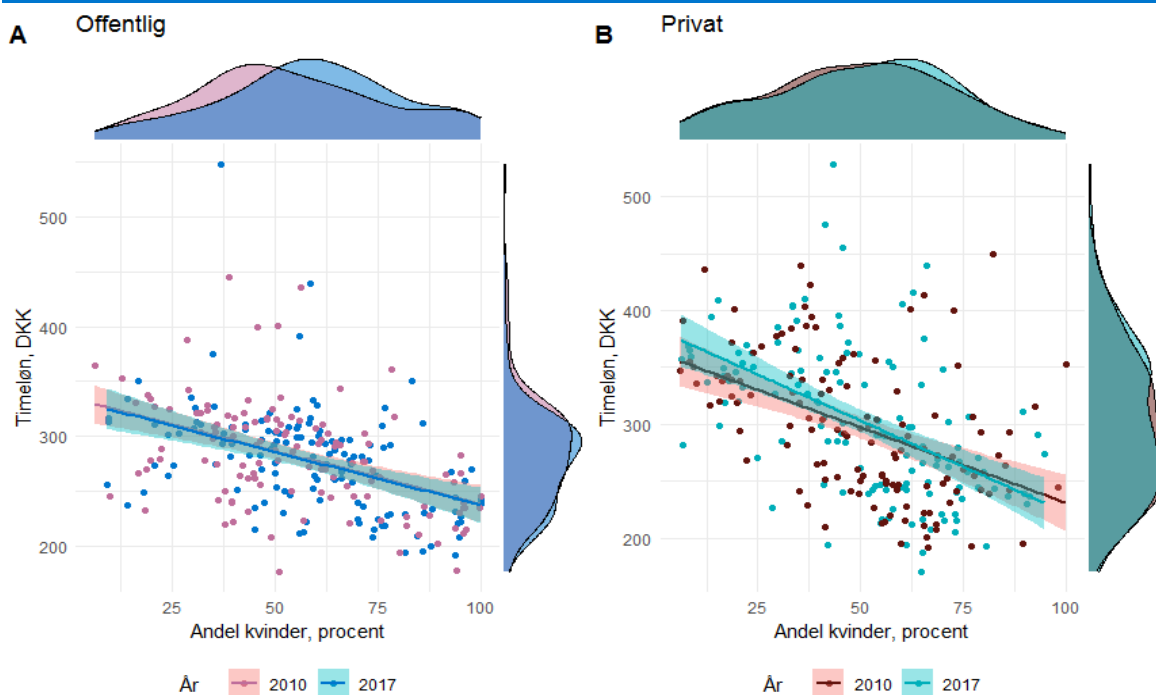 A Offentlig
500
400
300
200
25 50 75 100
Timeløn, DKK
Andel kvinder, procent
År 2010 2017
B Privat
500
400
300
200
25 50 75 100
Timeløn, DKK
Andel kvinder, procent
År 2010 2017